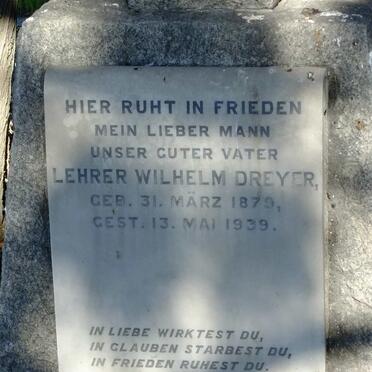 HIER RUHT IN FRIEDEN
MEIN LIEBER MANN
UNSER GUTER VATER
LEHRER WILHELM DREYER,
GEB. 31. MÄRZ 1879,
GEST. 13. MAI 1939.
IN LIEBE WIRKTEST DU,
IN GLAUBEN STARBEST DU,
IN FRIEDEN RUHEST DU.